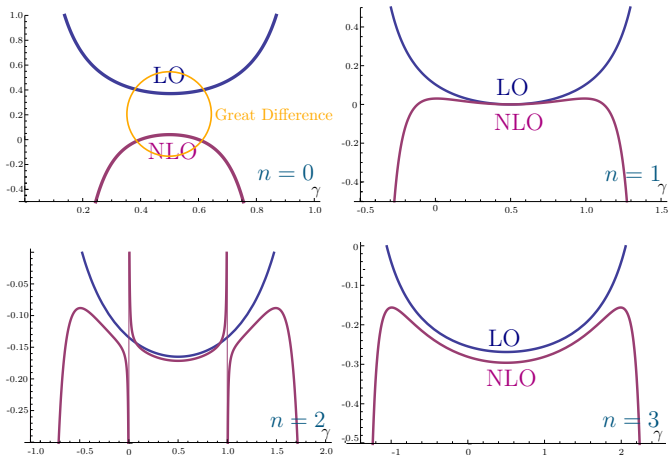 1.0
0.8
0.6
0.4
0.2
0
-0.2
-0.4
LO
Great Difference
NLO
n = 0
0.2 0.4 0.6 0.8 1.0
γ
0.4
0.2
0
-0.2
-0.4
LO
NLO
n = 1
-0.5 0 0.5 1.0 1.5
γ
-0.05
-0.10
-0.15
-0.20
-0.25
n = 2
-1.0 -0.5 0 0.5 1.0 1.5 2.0
γ
0
-0.1
-0.2
-0.3
-0.4
-0.5
LO
NLO
n = 3
-1 0 1 2
γ